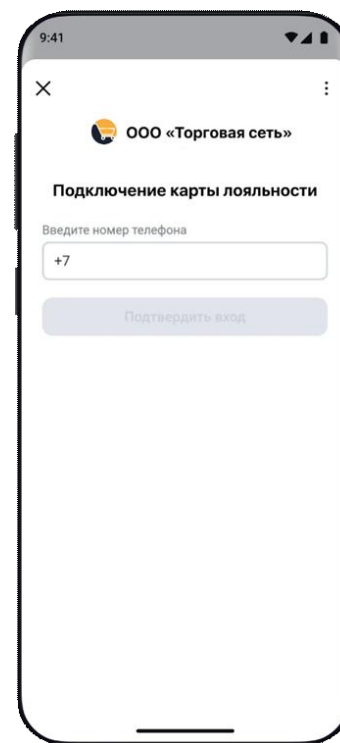 9:41
ООО «Торговая сеть»
Подключение карты лояльности
Введите номер телефона
+7
Подтвердить вход